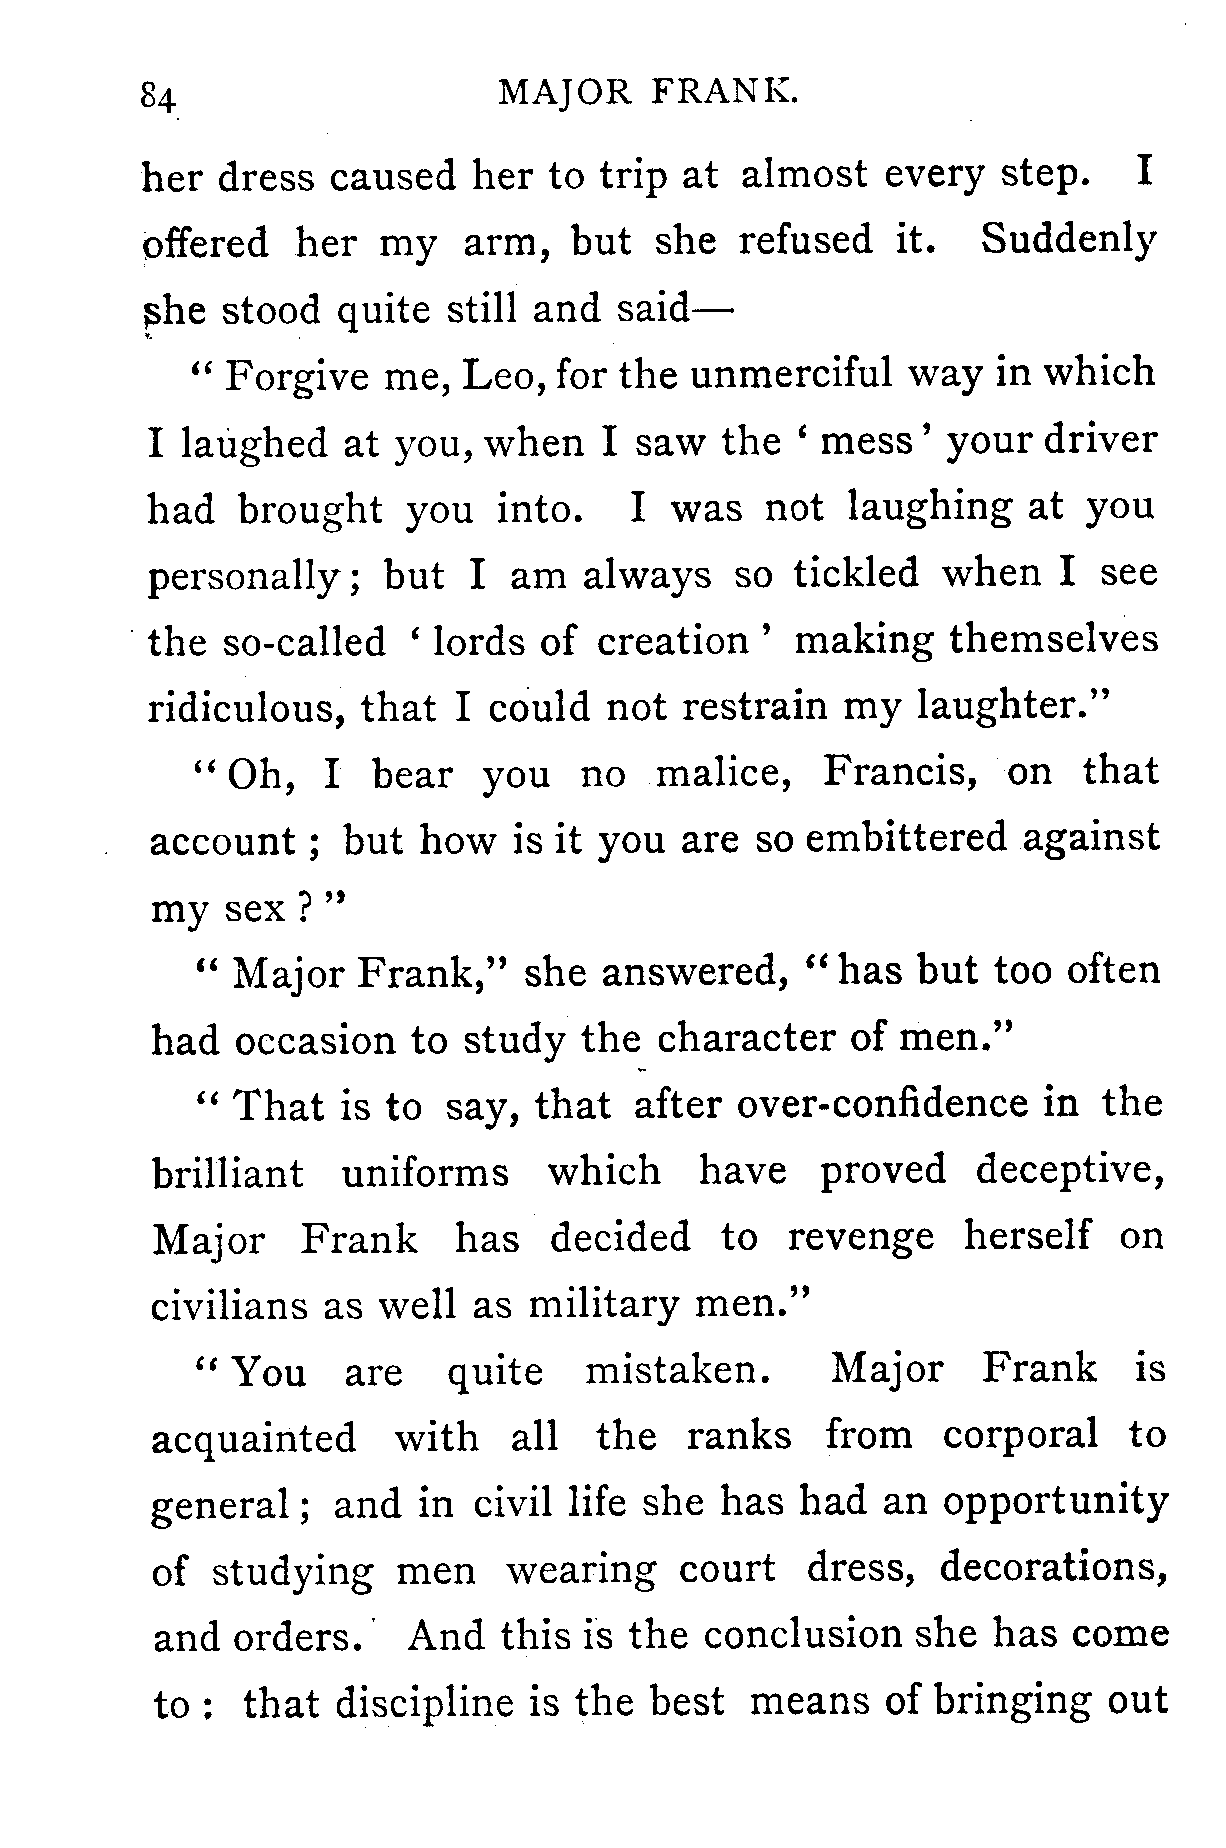 84 MAJOR FRANK.
her dress caused her to trip at almost every step. I
offered her my arm, but she refused it. Suddenly
she stood quite still and said—
" Forgive me, Leo, for the unmerciful way in which
I laughed at you, when I saw the ' mess ' your driver
had brought you into. I was not laughing at you
personally ; but I am always so tickled when I see
the so-called ' lords of creation ' making themselves
ridiculous, that I could not restrain my laughter."
" Oh, I bear you no malice, Francis, on that
account ; but how is it you are so embittered against
my sex ? "
" Major Frank," she answered, " has but too often
had occasion to study the character of men."
" That is to say, that after over-confidence in the
brilliant uniforms which have proved deceptive,
Major Frank has decided to revenge herself on
civilians as well as military men."
" You are quite mistaken. Major Frank is
acquainted with all the ranks from corporal to
general ; and in civil life she has had an opportunity
of studying men wearing court dress, decorations,
and orders. And this is the conclusion she has come
to : that discipline is the best means of bringing out